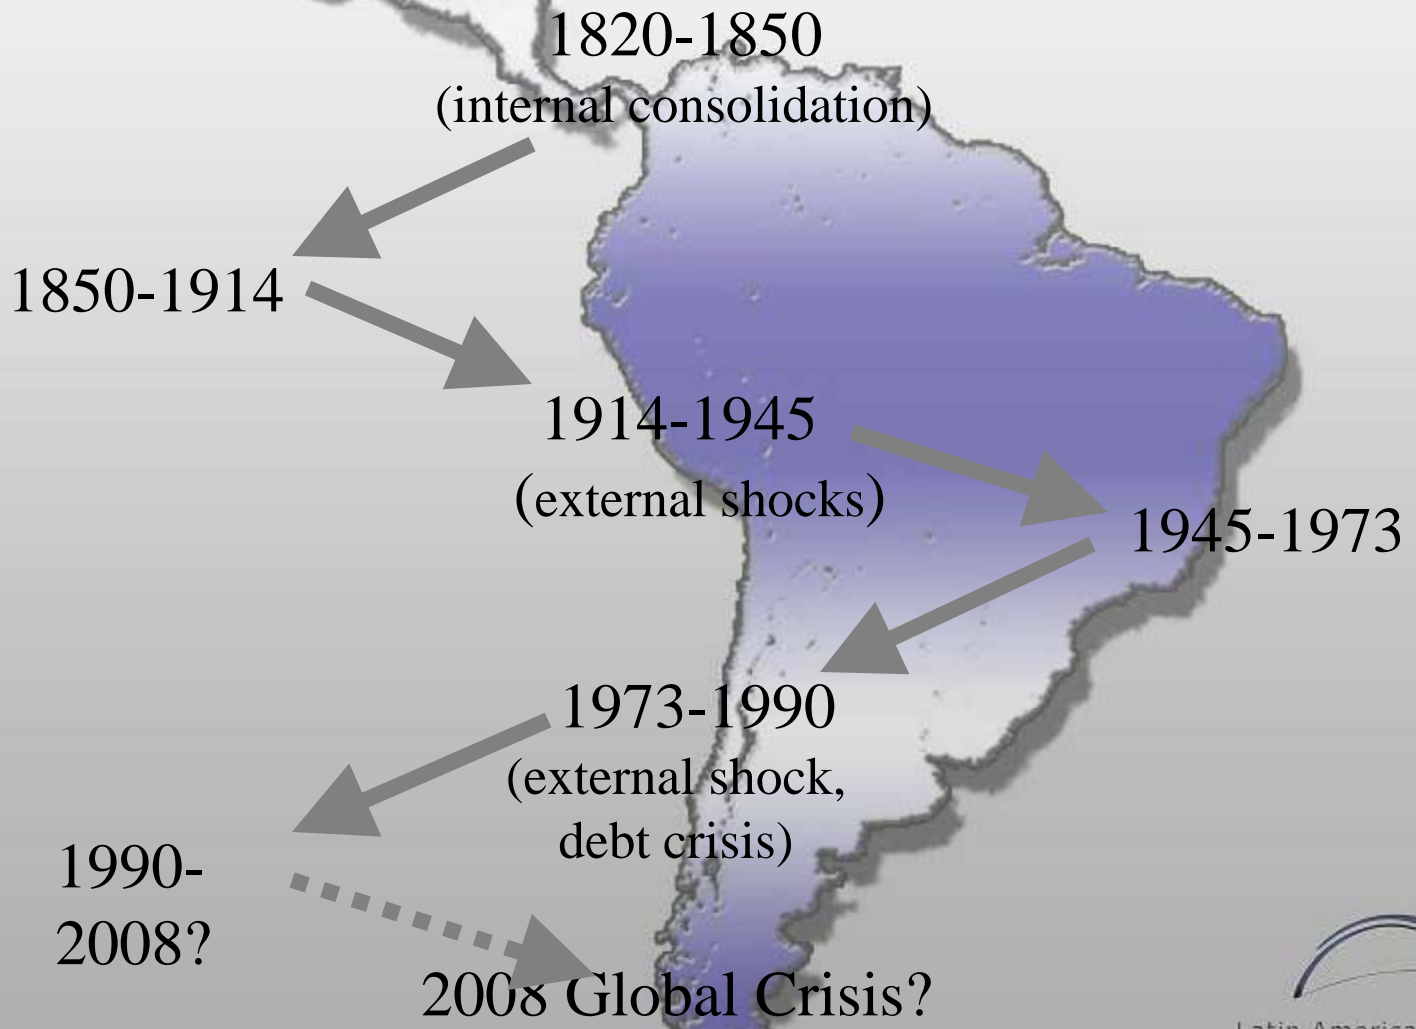 1820-1850
(internal consolidation)
1850-1914
1914-1945
(external shocks)
1945-1973
1973-1990
(external shock,
debt crisis)
1990-
2008?
2008 Global Crisis?
Latin